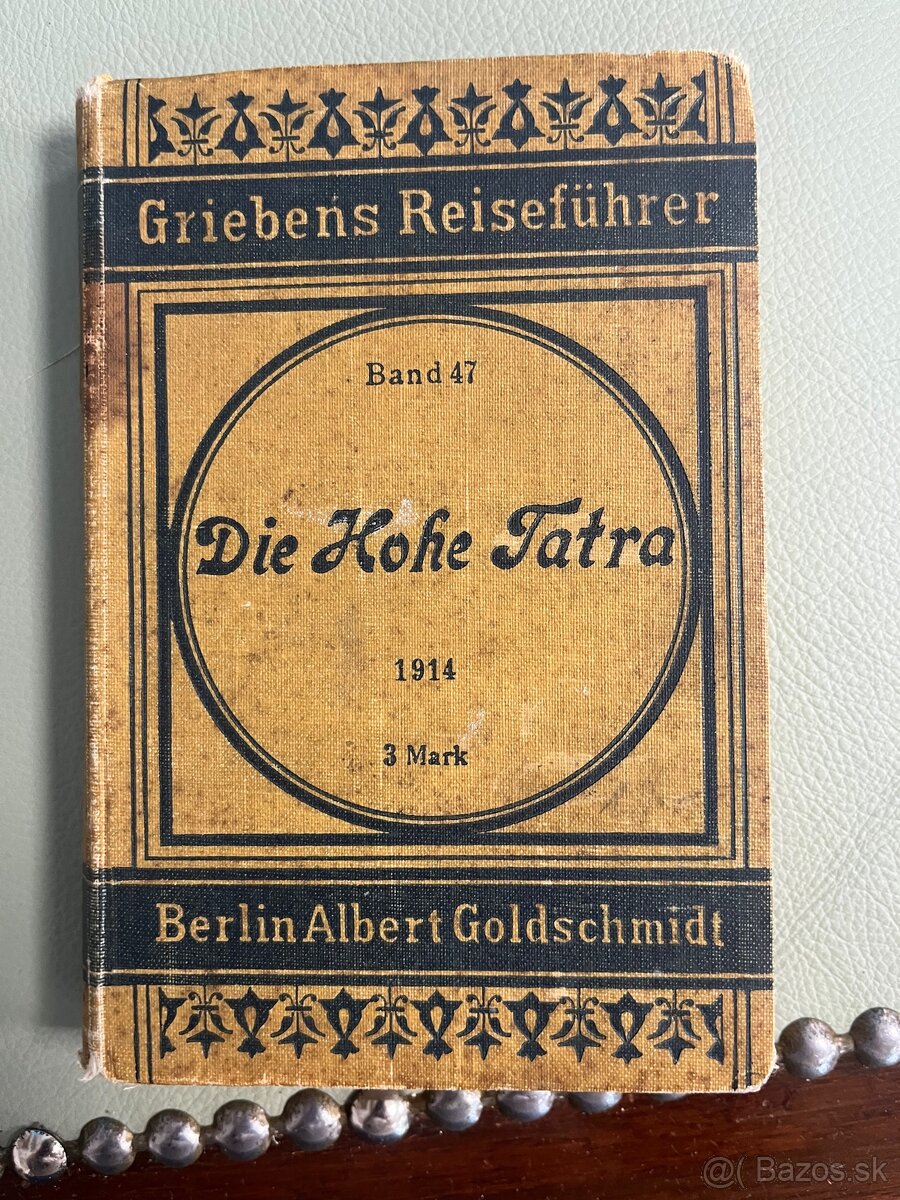 Griebens Reiseführer
Band 47
Die Hohe Tatra
1914
3 Mark
Berlin Albert Goldschmidt
@( Bazos.sk